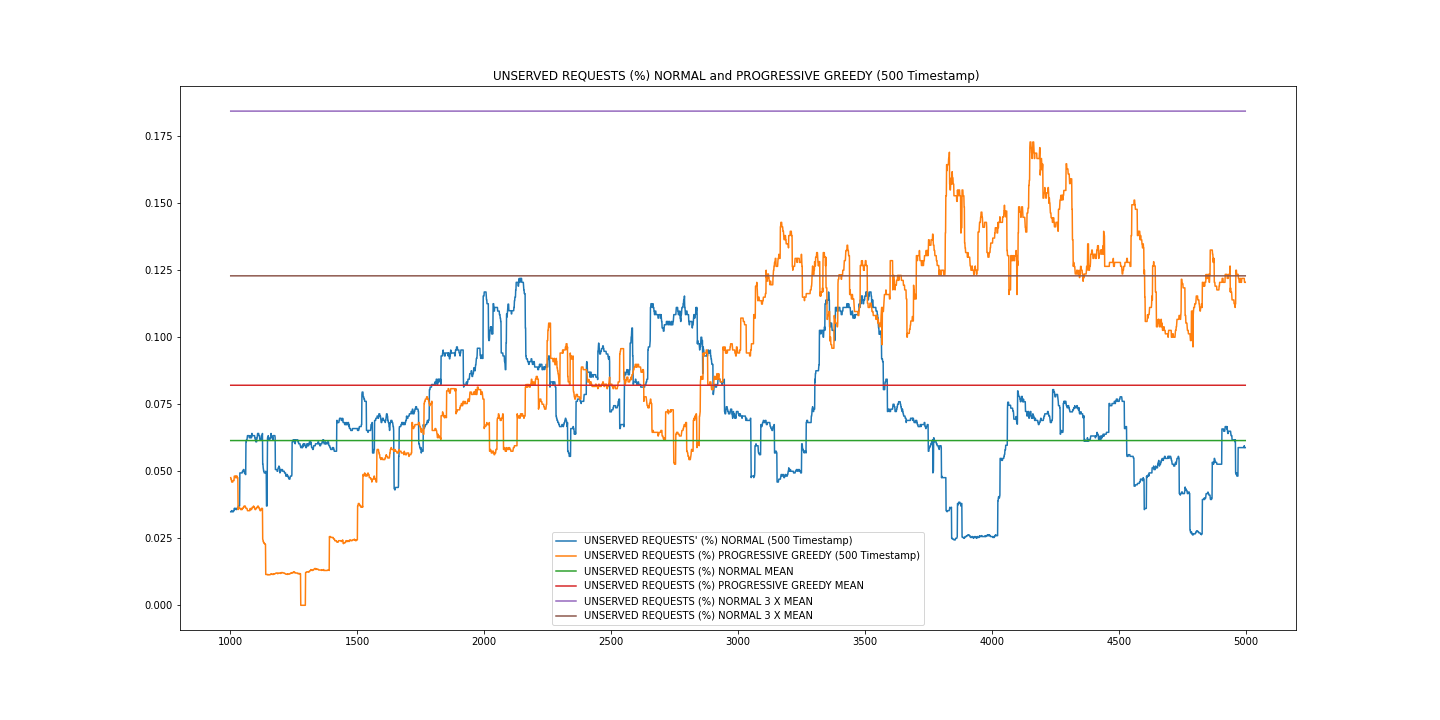 UNSERVED REQUESTS (%) NORMAL and PROGRESSIVE GREEDY (500 Timestamp)
0.175
0.150
0.125
0.100
0.075
0.050
0.025
0.000
UNSERVED REQUESTS' (%) NORMAL (500 Timestamp)
UNSERVED REQUESTS (%) PROGRESSIVE GREEDY (500 Timestamp)
UNSERVED REQUESTS (%) NORMAL MEAN
UNSERVED REQUESTS (%) PROGRESSIVE GREEDY MEAN
UNSERVED REQUESTS (%) NORMAL 3 X MEAN
UNSERVED REQUESTS (%) NORMAL 3 X MEAN
1000 1500 2000 2500 3000 3500 4000 4500 5000